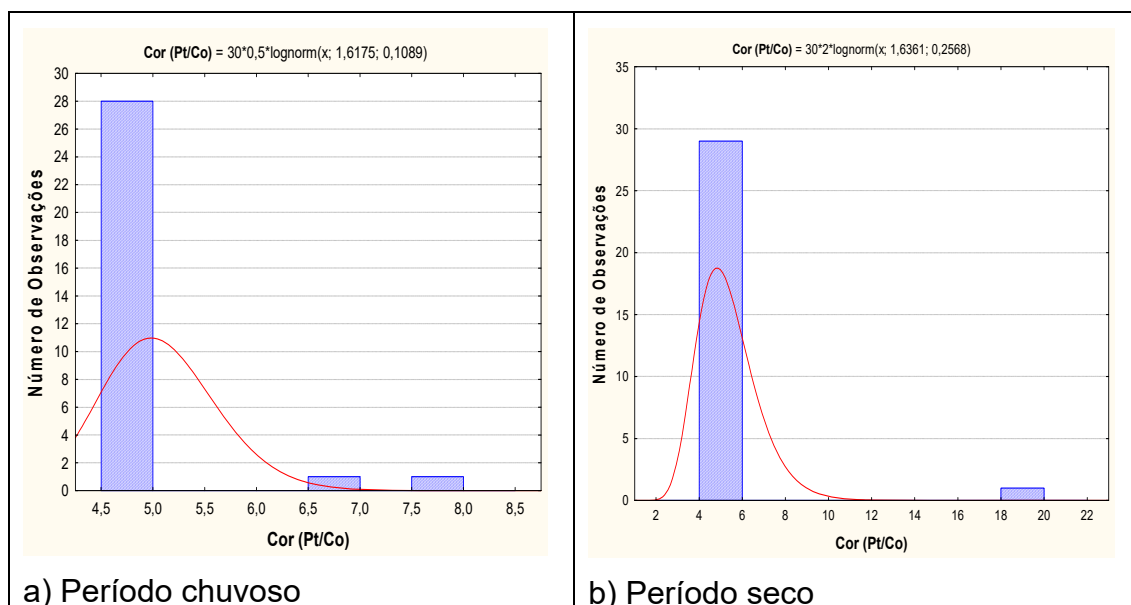 Cor (Pt/Co) = 30*0,5*lognorm(x; 1,6175; 0,1089)
30
28
26
24
22
20
18
16
14
12
10
8
6
4
2
0
Número de Observações
4,5 5,0 5,5 6,0 6,5 7,0 7,5 8,0 8,5
Cor (Pt/Co)
a) Período chuvoso
Cor (Pt/Co) = 30*2*lognorm(x; 1,6361; 0,2568)
35
30
25
20
15
10
5
0
Número de Observações
2 4 6 8 10 12 14 16 18 20 22
Cor (Pt/Co)
b) Período seco